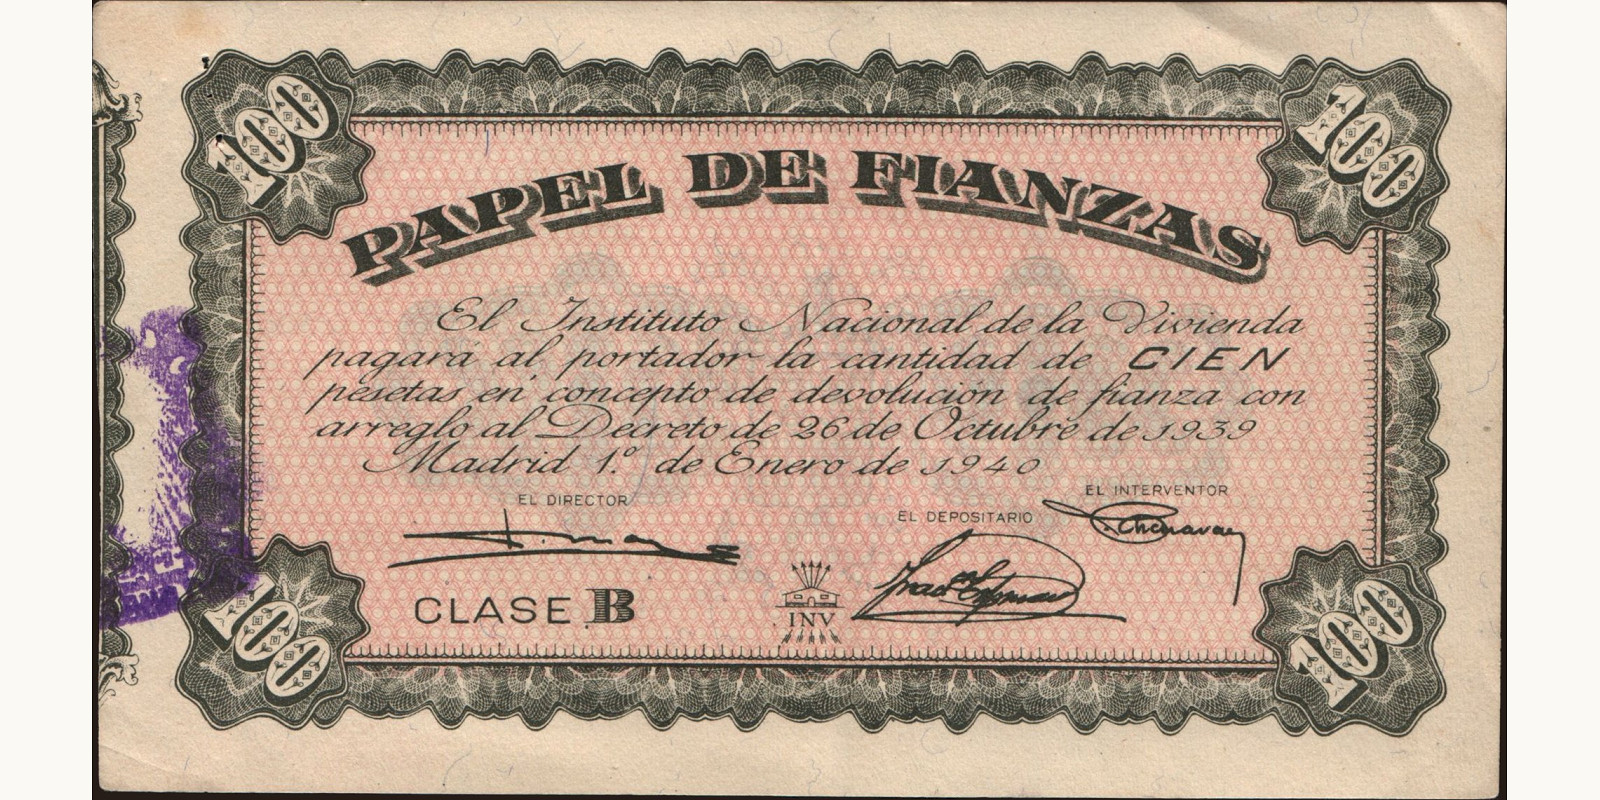 100
100
PAPEL DE FIANZAS
El Instituto Nacional de la Vivienda
pagará al portador la cantidad de CIEN
pesetas en concepto de devolución de fianza con
arreglo al Decreto de 26 de Octubre de 1939
Madrid 1.º de Enero de 1940
EL DIRECTOR
EL DEPOSITARIO
EL INTERVENTOR
CLASE B
INV
100
100